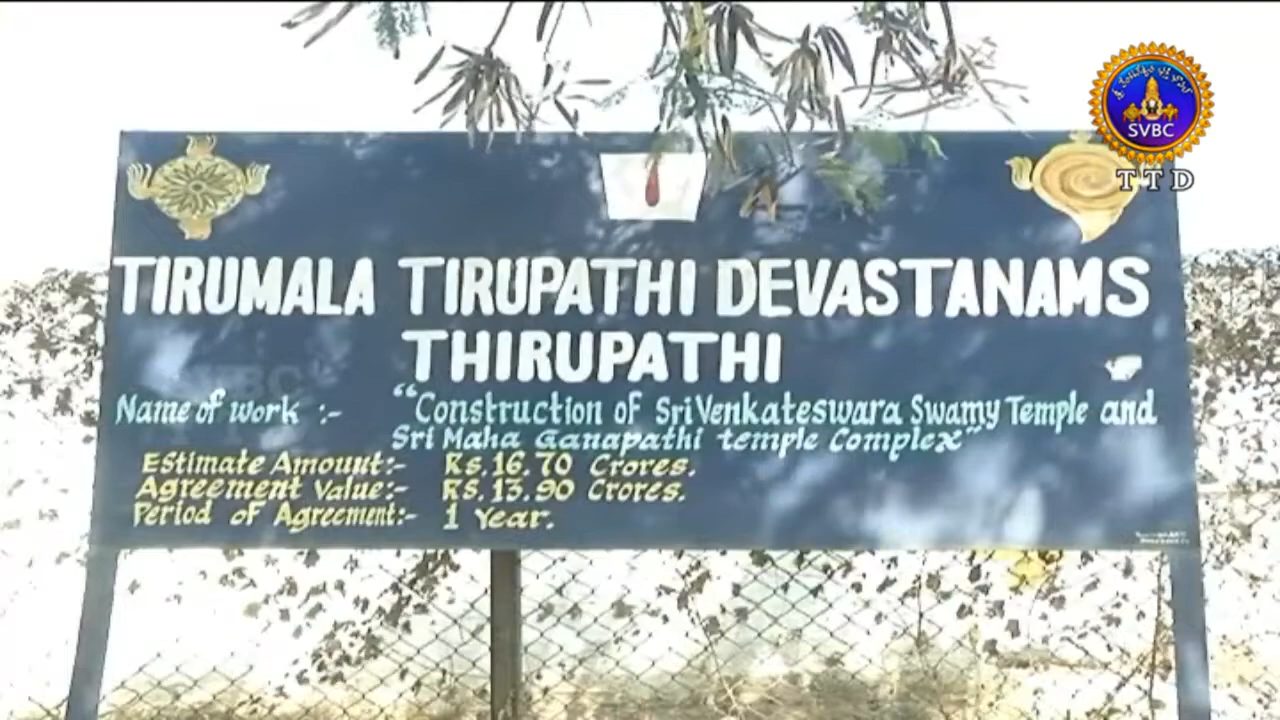 SVBC
TTD
TIRUMALA TIRUPATHI DEVASTANAMS
THIRUPATHI
Name of work :- "Construction of Sri Venkateswara Swamy Temple and
Sri Maha Ganapathi temple Complex"
Estimate Amount:- Rs.16.70 Crores.
Agreement Value:- Rs.13.90 Crores.
Period of Agreement:- 1 Year.